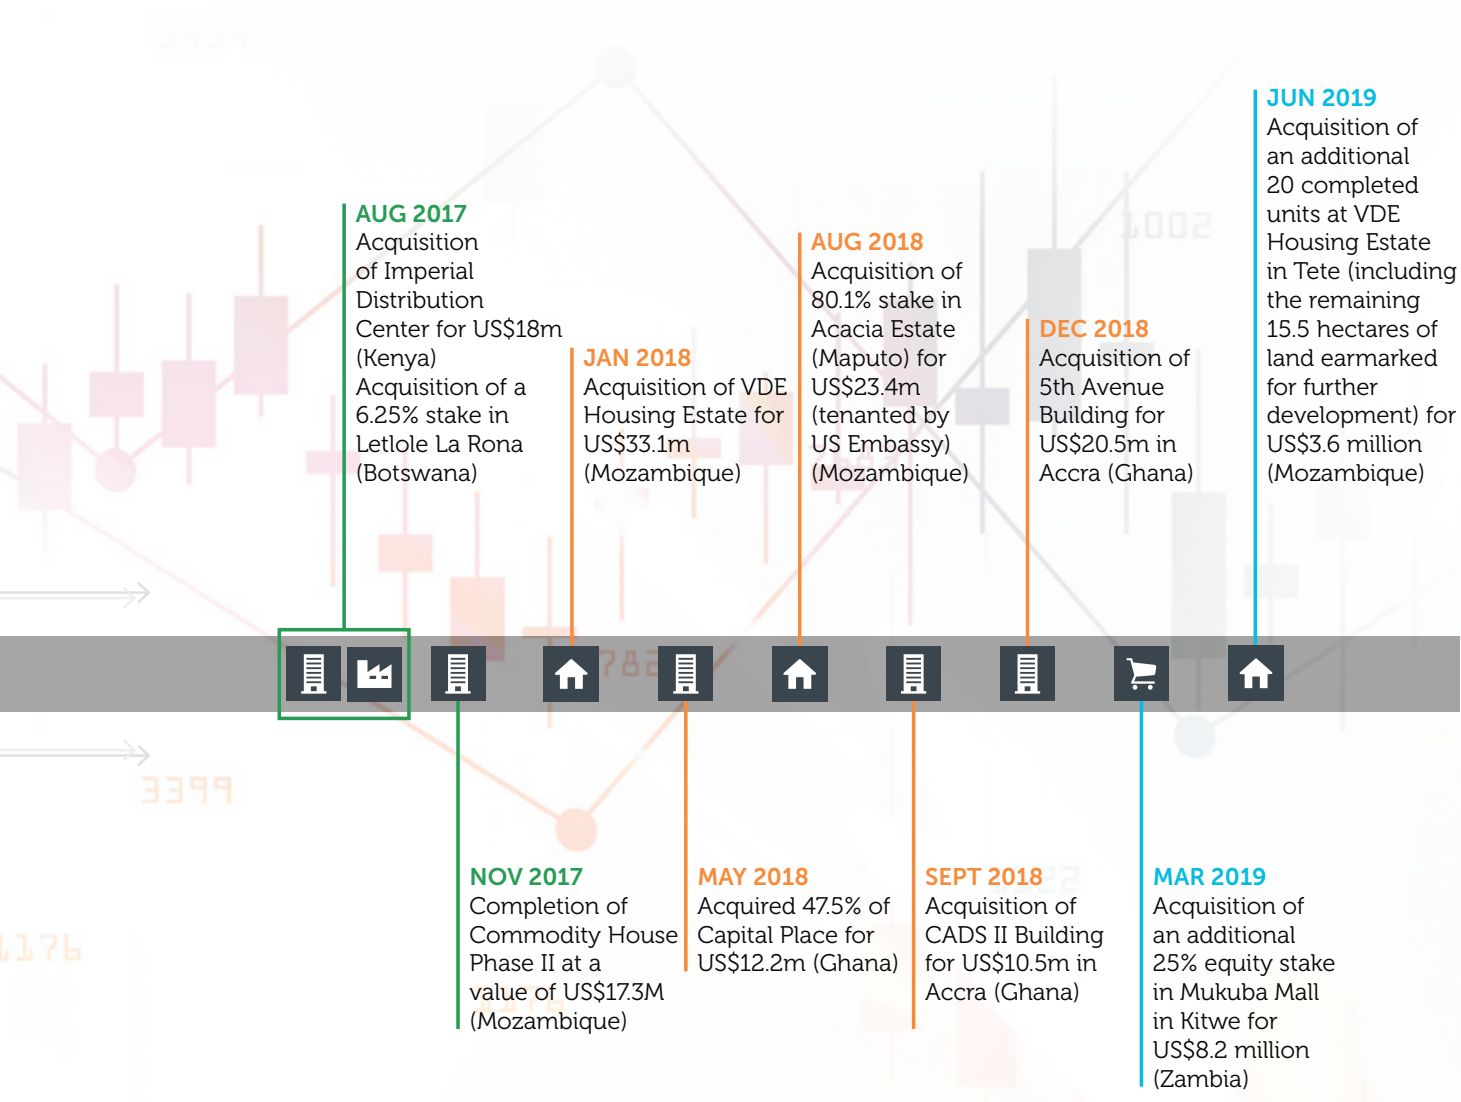 3454
1002
AUG 2017
Acquisition
of Imperial
Distribution
Center for US$18m
(Kenya)
Acquisition of a
6.25% stake in
Letlole La Rona
(Botswana)
JAN 2018
Acquisition of VDE
Housing Estate for
US$33.1m
(Mozambique)
AUG 2018
Acquisition of
80.1% stake in
Acacia Estate
(Maputo) for
US$23.4m
(tenanted by
US Embassy)
(Mozambique)
DEC 2018
Acquisition of
5th Avenue
Building for
US$20.5m in
Accra (Ghana)
JUN 2019
Acquisition of
an additional
20 completed
units at VDE
Housing Estate
in Tete (including
the remaining
15.5 hectares of
land earmarked
for further
development) for
US$3.6 million
(Mozambique)
782
3399
1176
NOV 2017
Completion of
Commodity House
Phase II at a
value of US$17.3M
(Mozambique)
MAY 2018
Acquired 47.5% of
Capital Place for
US$12.2m (Ghana)
SEPT 2018
Acquisition of
CADS II Building
for US$10.5m in
Accra (Ghana)
MAR 2019
Acquisition of
an additional
25% equity stake
in Mukuba Mall
in Kitwe for
US$8.2 million
(Zambia)